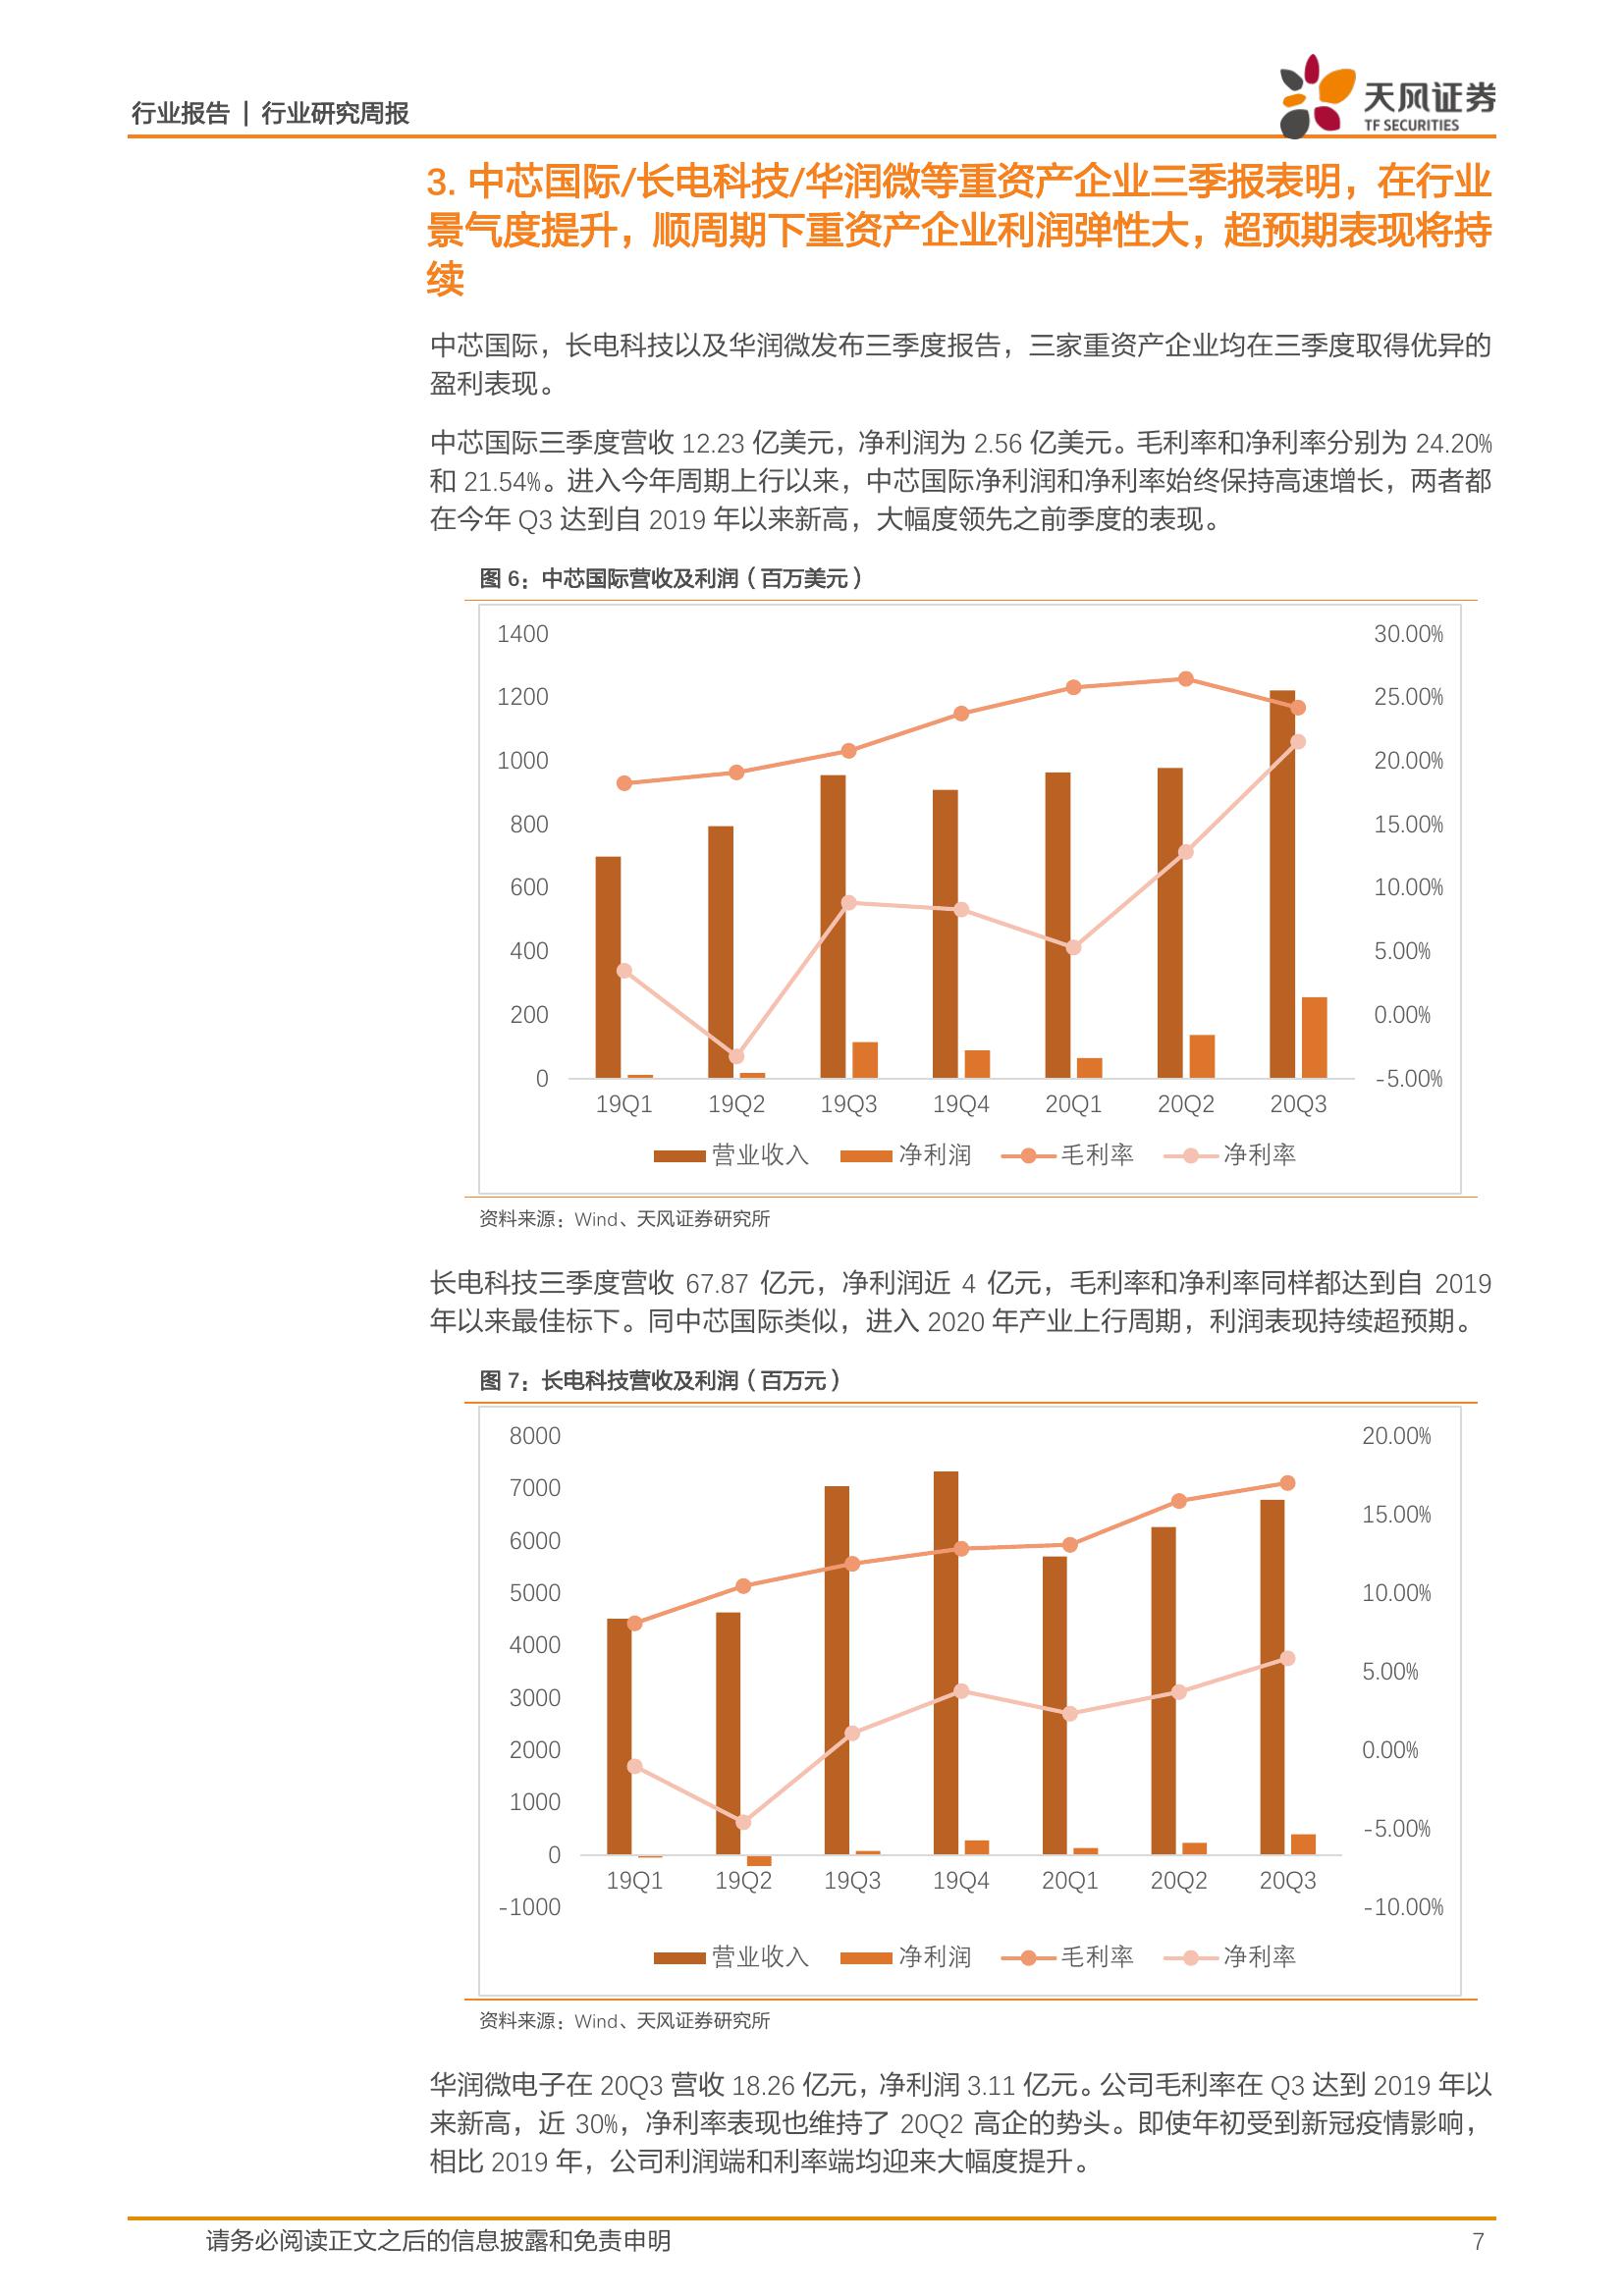 行业报告 | 行业研究周报
天风证券
TF SECURITIES
3. 中芯国际/长电科技/华润微等重资产企业三季报表明，在行业
景气度提升，顺周期下重资产企业利润弹性大，超预期表现将持
续
中芯国际，长电科技以及华润微发布三季度报告，三家重资产企业均在三季度取得优异的
盈利表现。
中芯国际三季度营收 12.23 亿美元，净利润为 2.56 亿美元。毛利率和净利率分别为 24.20%
和 21.54%。进入今年周期上行以来，中芯国际净利润和净利率始终保持高速增长，两者都
在今年 Q3 达到自 2019 年以来新高，大幅度领先之前季度的表现。
图 6：中芯国际营收及利润（百万美元）
1400 30.00%
1200 25.00%
1000 20.00%
800 15.00%
600 10.00%
400 5.00%
200 0.00%
0 -5.00%
19Q1 19Q2 19Q3 19Q4 20Q1 20Q2 20Q3
营业收入 净利润 毛利率 净利率
资料来源：Wind、天风证券研究所
长电科技三季度营收 67.87 亿元，净利润近 4 亿元，毛利率和净利率同样都达到自 2019
年以来最佳标下。同中芯国际类似，进入 2020 年产业上行周期，利润表现持续超预期。
图 7：长电科技营收及利润（百万元）
8000 20.00%
7000
6000 15.00%
5000 10.00%
4000
3000 5.00%
2000 0.00%
1000
0 -5.00%
19Q1 19Q2 19Q3 19Q4 20Q1 20Q2 20Q3
-1000 -10.00%
营业收入 净利润 毛利率 净利率
资料来源：Wind、天风证券研究所
华润微电子在 20Q3 营收 18.26 亿元，净利润 3.11 亿元。公司毛利率在 Q3 达到 2019 年以
来新高，近 30%，净利率表现也维持了 20Q2 高企的势头。即使年初受到新冠疫情影响，
相比 2019 年，公司利润端和利率端均迎来大幅度提升。
请务必阅读正文之后的信息披露和免责申明 7